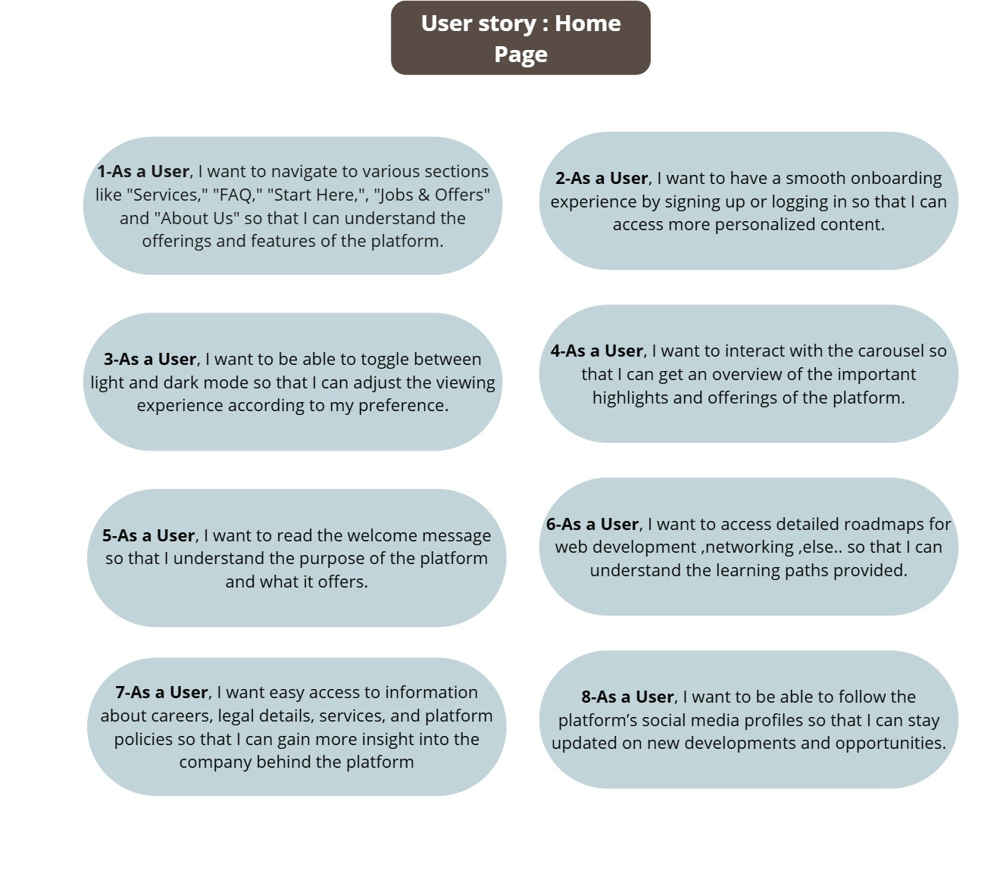 User story : Home
Page
1-As a User, I want to navigate to various sections
like "Services," "FAQ," "Start Here,", "Jobs & Offers"
and "About Us" so that I can understand the
offerings and features of the platform.
2-As a User, I want to have a smooth onboarding
experience by signing up or logging in so that I can
access more personalized content.
3-As a User, I want to be able to toggle between
light and dark mode so that I can adjust the viewing
experience according to my preference.
4-As a User, I want to interact with the carousel so
that I can get an overview of the important
highlights and offerings of the platform.
5-As a User, I want to read the welcome message
so that I understand the purpose of the platform
and what it offers.
6-As a User, I want to access detailed roadmaps for
web development ,networking ,else.. so that I can
understand the learning paths provided.
7-As a User, I want easy access to information
about careers, legal details, services, and platform
policies so that I can gain more insight into the
company behind the platform
8-As a User, I want to be able to follow the
platform’s social media profiles so that I can stay
updated on new developments and opportunities.